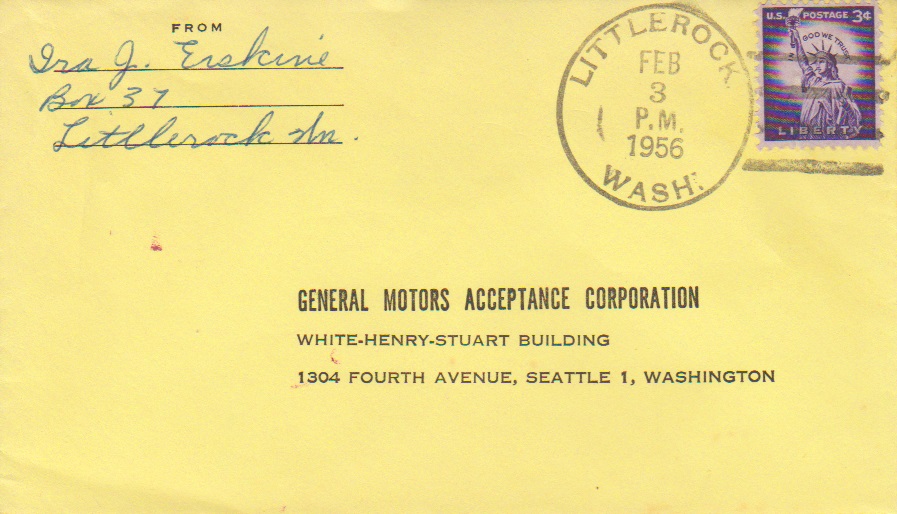 FROM
Ira J. Erskine
Box 37
Littlerock Wn.
LITTLEROCK
FEB
3
P.M.
1956
WASH.
U.S. POSTAGE 3¢
IN GOD WE TRUST
LIBERTY
GENERAL MOTORS ACCEPTANCE CORPORATION
WHITE-HENRY-STUART BUILDING
1304 FOURTH AVENUE, SEATTLE 1, WASHINGTON